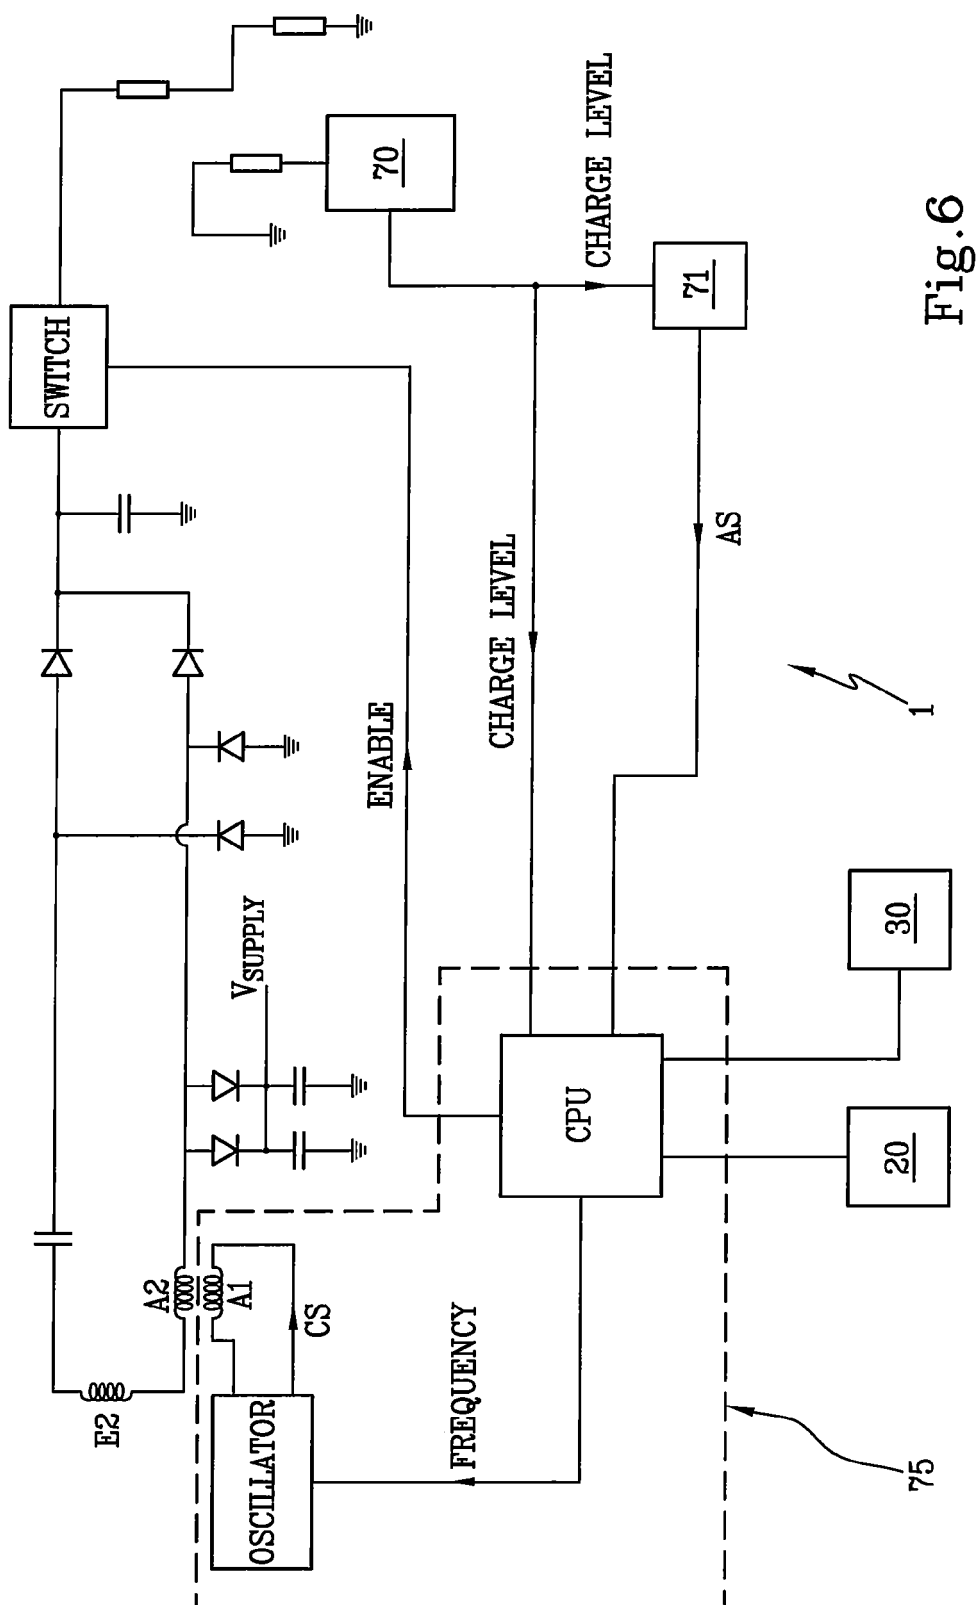 SWITCH
70
CHARGE LEVEL
71
Fig.6
ENABLE
CHARGE LEVEL
AS
1
VSUPPLY
CPU
30
20
A2
A1
E2
CS
OSCILLATOR
FREQUENCY
75